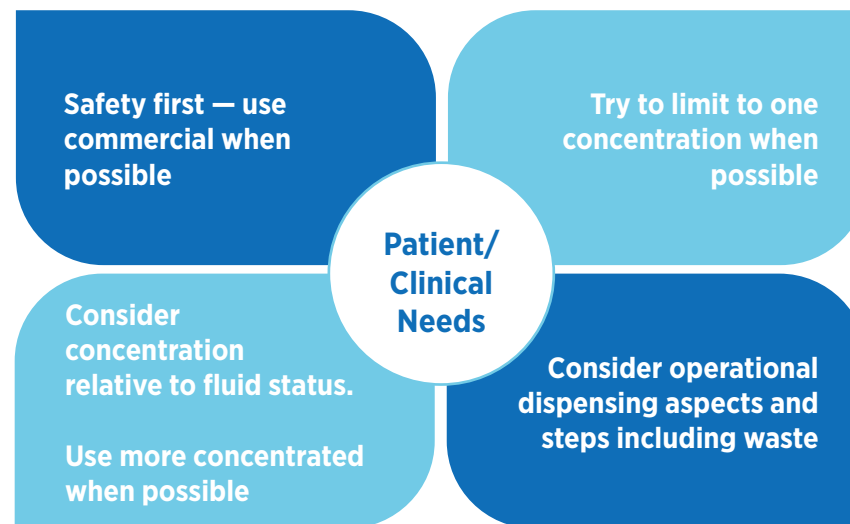 Safety first — use
commercial when
possible
Try to limit to one
concentration when
possible
Patient/
Clinical
Needs
Consider
concentration
relative to fluid status.
Use more concentrated
when possible
Consider operational
dispensing aspects and
steps including waste